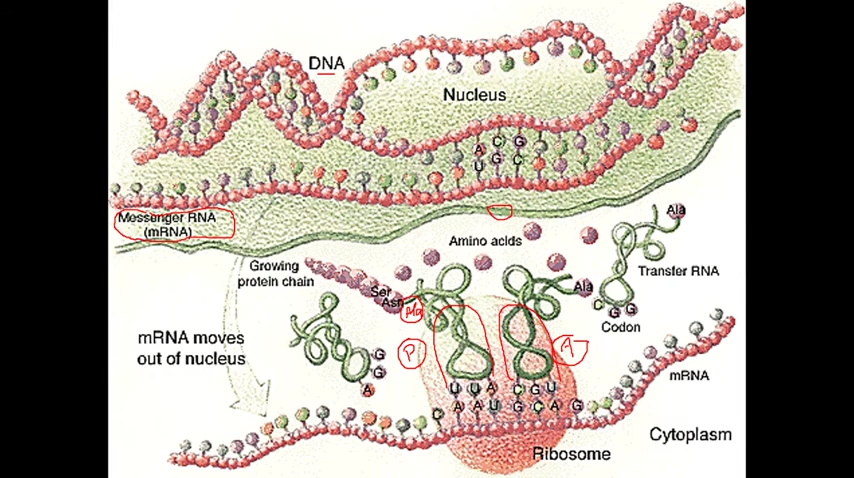 DNA
Nucleus
A C G
U G C
Messenger RNA
(mRNA)
Amino acids
Ala
Growing
protein chain
Transfer RNA
Ser
Asn
Ala
C G G
Codon
mRNA moves
out of nucleus
P
A
G
G
A
mRNA
U U A C G U
C A A U G C A G
Cytoplasm
Ribosome